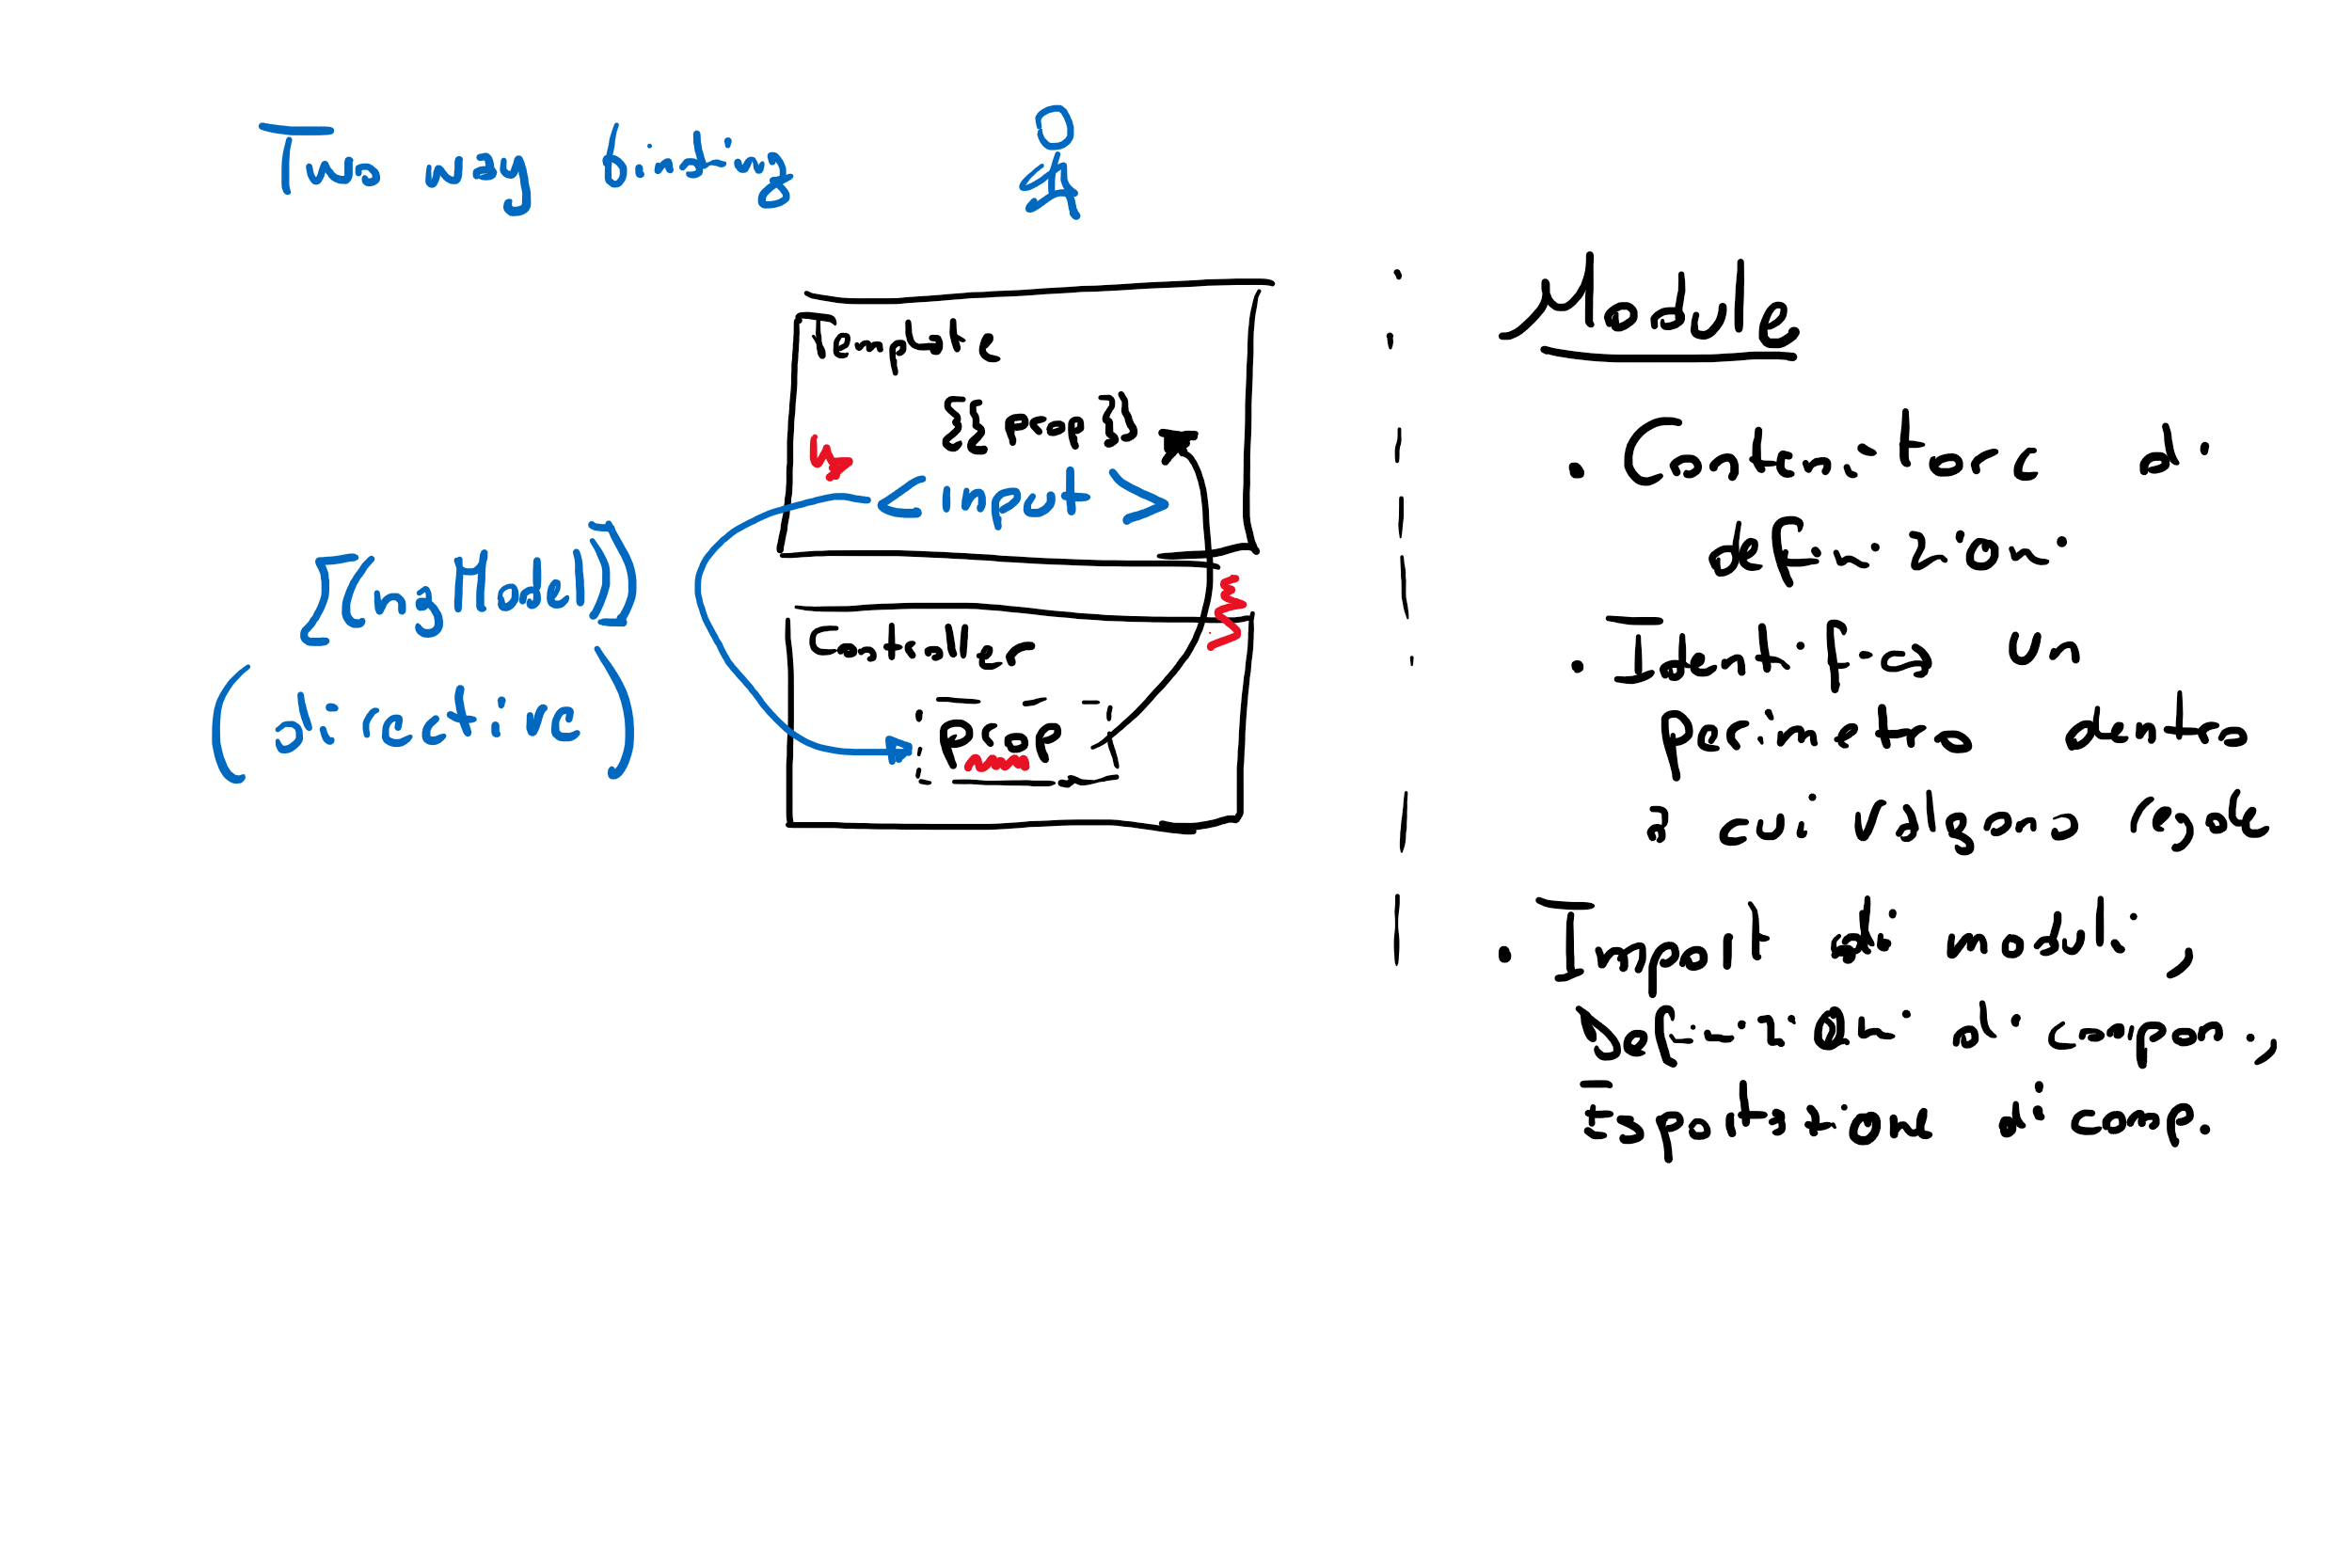 Two way binding
Template
{{prop}}
<input>
[(ngModel)]
(directive)
Controller
Prop
Module
. Contenitore di
definizioni
. Identifica un
perimetro dentro
a cui valgono regole
. Import di moduli,
Definizioni di compon.,
Esportazione di comp.